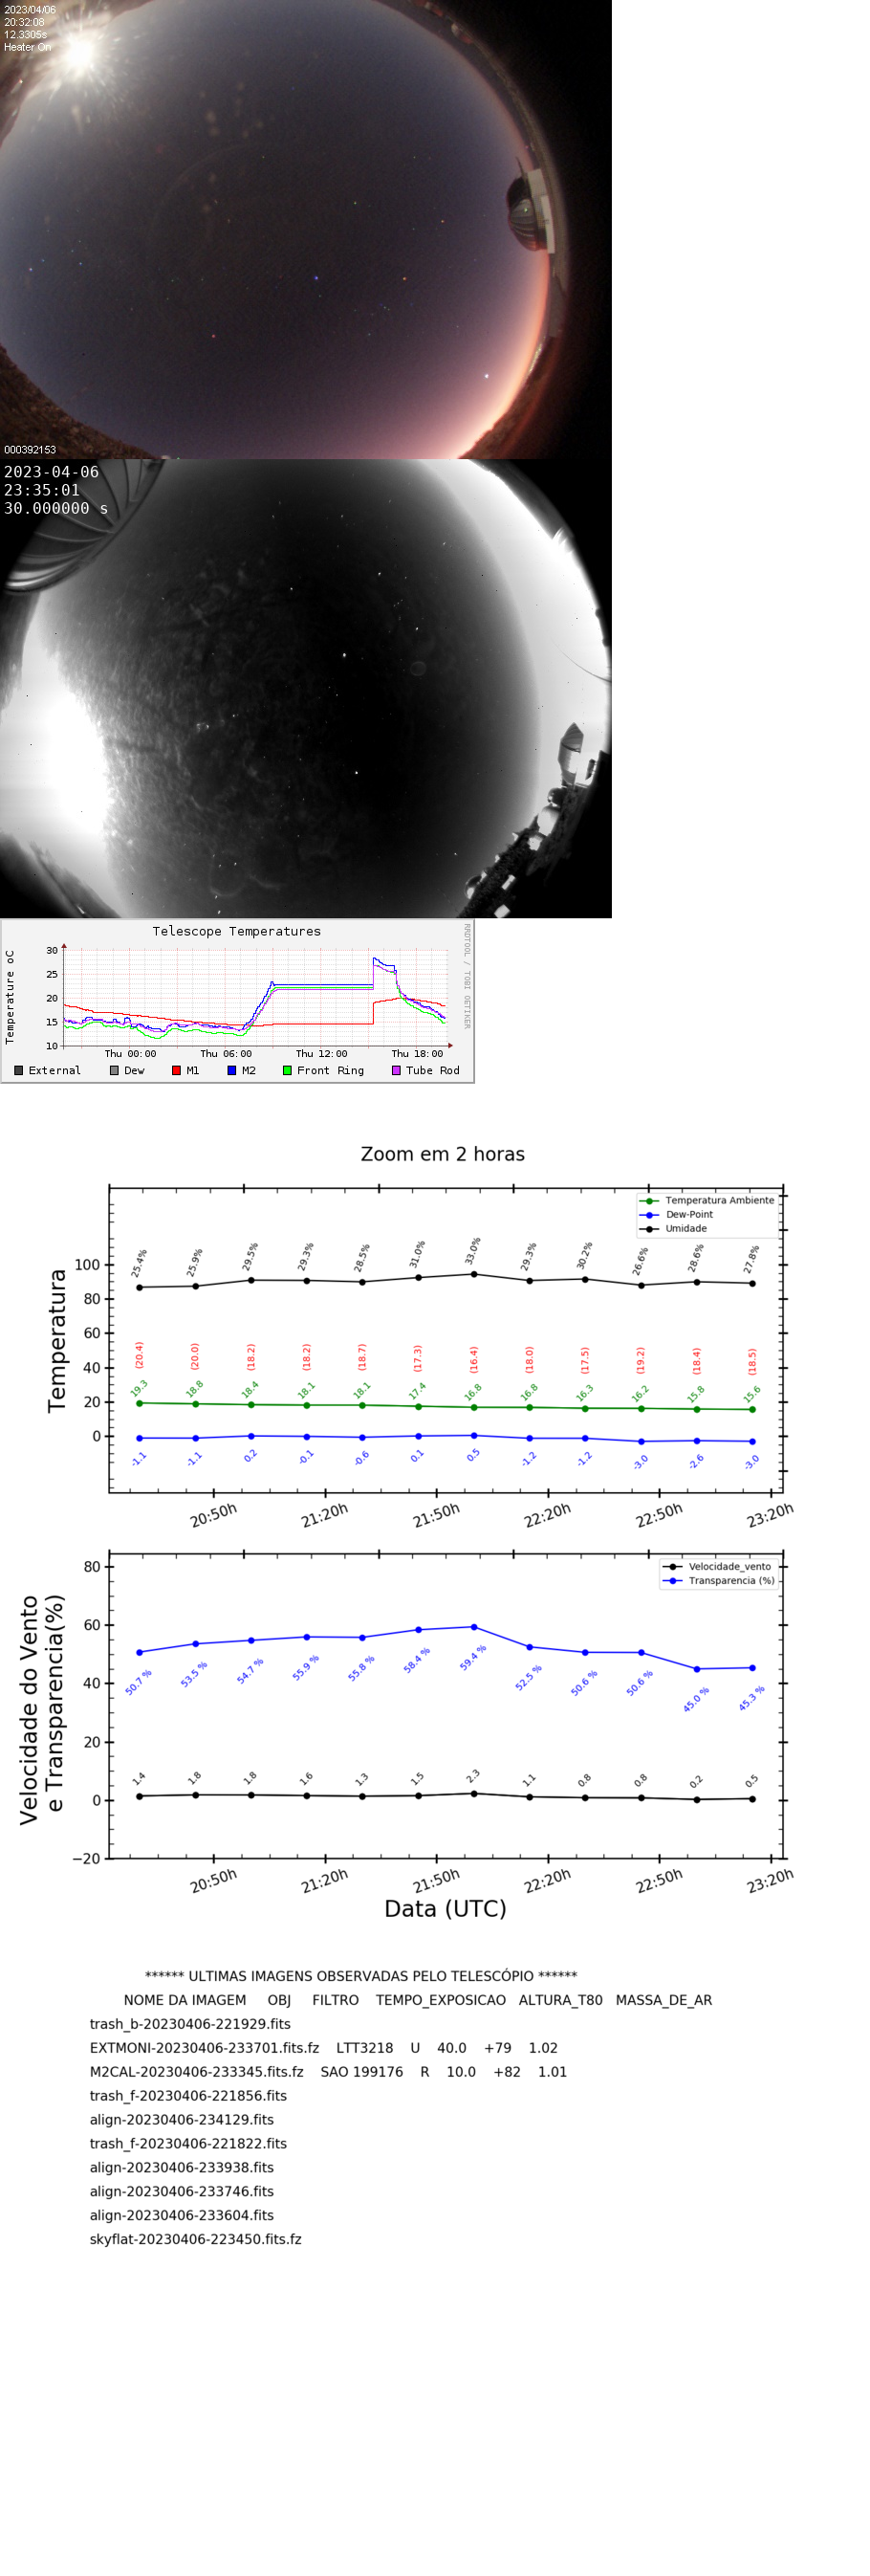 2023/04/06
20:32:08
12.3305s
Heater On
000392153
2023-04-06
23:35:01
30.000000 s
Telescope Temperatures
RRDTOOL / TOBI OETIKER
Temperature oC
30
25
20
15
10
Thu 00:00 Thu 06:00 Thu 12:00 Thu 18:00
External Dew M1 M2 Front Ring Tube Rod
Zoom em 2 horas
Temperatura Ambiente
Dew-Point
Umidade
Temperatura
100
80
60
40
20
0
25.4% 25.9% 29.5% 29.3% 28.5% 31.0% 33.0% 29.3% 30.2% 26.6% 28.6% 27.8%
(20.4) (20.0) (18.2) (18.2) (18.7) (17.3) (16.4) (18.0) (17.5) (19.2) (18.4) (18.5)
19.3 18.8 18.4 18.1 18.1 17.4 16.8 16.8 16.3 16.2 15.8 15.6
-1.1 -1.1 0.2 -0.1 -0.6 0.1 0.5 -1.2 -1.2 -3.0 -2.6 -3.0
20:50h 21:20h 21:50h 22:20h 22:50h 23:20h
Velocidade_vento
Transparencia (%)
Velocidade do Vento
e Transparencia(%)
80
60
40
20
0
−20
50.7 % 53.5 % 54.7 % 55.9 % 55.8 % 58.4 % 59.4 % 52.5 % 50.6 % 50.6 % 45.0 % 45.3 %
1.4 1.8 1.8 1.6 1.3 1.5 2.3 1.1 0.8 0.8 0.2 0.5
20:50h 21:20h 21:50h 22:20h 22:50h 23:20h
Data (UTC)
****** ULTIMAS IMAGENS OBSERVADAS PELO TELESCÓPIO ******
NOME DA IMAGEM OBJ FILTRO TEMPO_EXPOSICAO ALTURA_T80 MASSA_DE_AR
trash_b-20230406-221929.fits
EXTMONI-20230406-233701.fits.fz LTT3218 U 40.0 +79 1.02
M2CAL-20230406-233345.fits.fz SAO 199176 R 10.0 +82 1.01
trash_f-20230406-221856.fits
align-20230406-234129.fits
trash_f-20230406-221822.fits
align-20230406-233938.fits
align-20230406-233746.fits
align-20230406-233604.fits
skyflat-20230406-223450.fits.fz